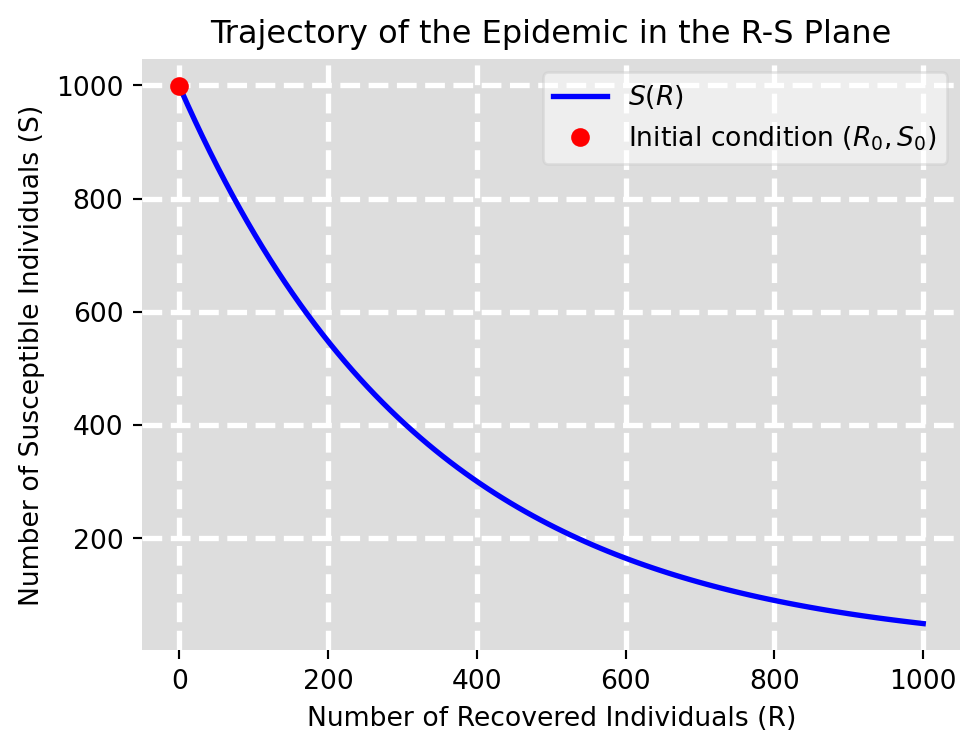 Trajectory of the Epidemic in the R-S Plane
S(R)
Initial condition (R₀, S₀)
Number of Susceptible Individuals (S)
1000
800
600
400
200
0 200 400 600 800 1000
Number of Recovered Individuals (R)